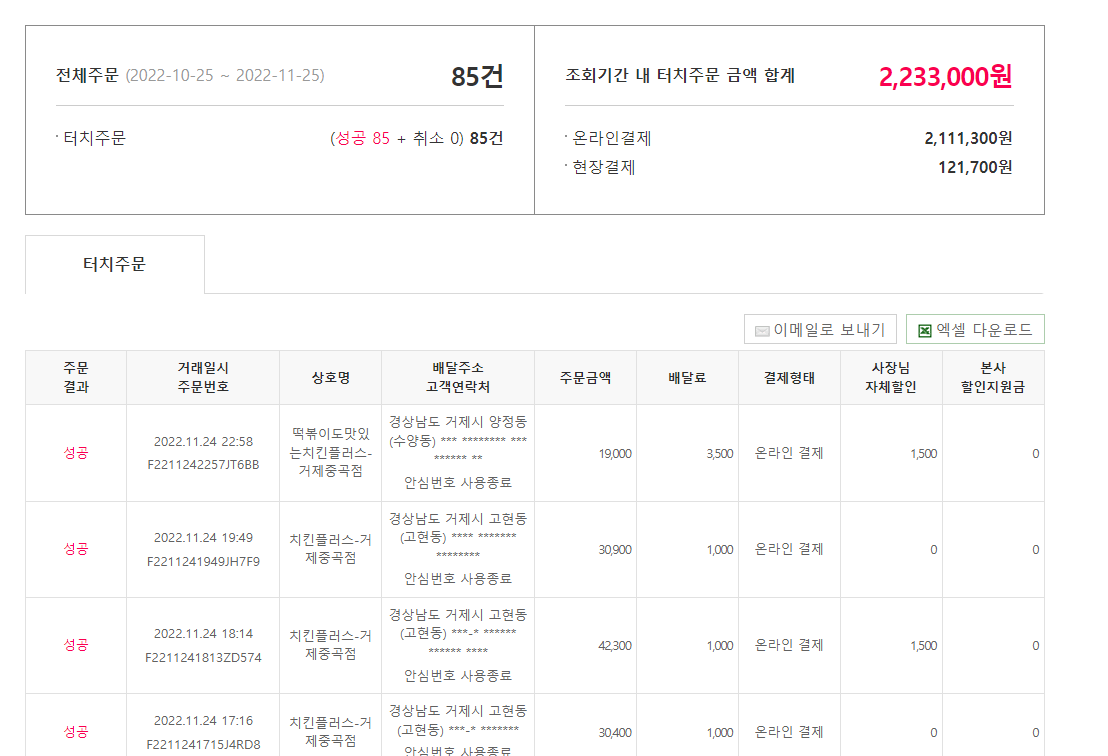 전체주문 (2022-10-25 ~ 2022-11-25) 85건
· 터치주문 (성공 85 + 취소 0) 85건
조회기간 내 터치주문 금액 합계 2,233,000원
· 온라인결제 2,111,300원
· 현장결제 121,700원
터치주문
이메일로 보내기 엑셀 다운로드
주문
결과
거래일시
주문번호
상호명
배달주소
고객연락처
주문금액
배달료
결제형태
사장님
자체할인
본사
할인지원금
성공
2022.11.24 22:58
F2211242257JT6BB
떡볶이도맛있
는치킨플러스-
거제중곡점
경상남도 거제시 양정동
(수양동) *** ******** ***
****** **
안심번호 사용종료
19,000
3,500
온라인 결제
1,500
0
성공
2022.11.24 19:49
F2211241949JH7F9
치킨플러스-거
제중곡점
경상남도 거제시 고현동
(고현동) **** *******
********
안심번호 사용종료
30,900
1,000
온라인 결제
0
0
성공
2022.11.24 18:14
F2211241813ZD574
치킨플러스-거
제중곡점
경상남도 거제시 고현동
(고현동) ***-* ******
****** ****
안심번호 사용종료
42,300
1,000
온라인 결제
1,500
0
성공
2022.11.24 17:16
F2211241715J4RD8
치킨플러스-거
제중곡점
경상남도 거제시 고현동
(고현동) ***-* *******
안심번호 사용종료
30,400
1,000
온라인 결제
0
0